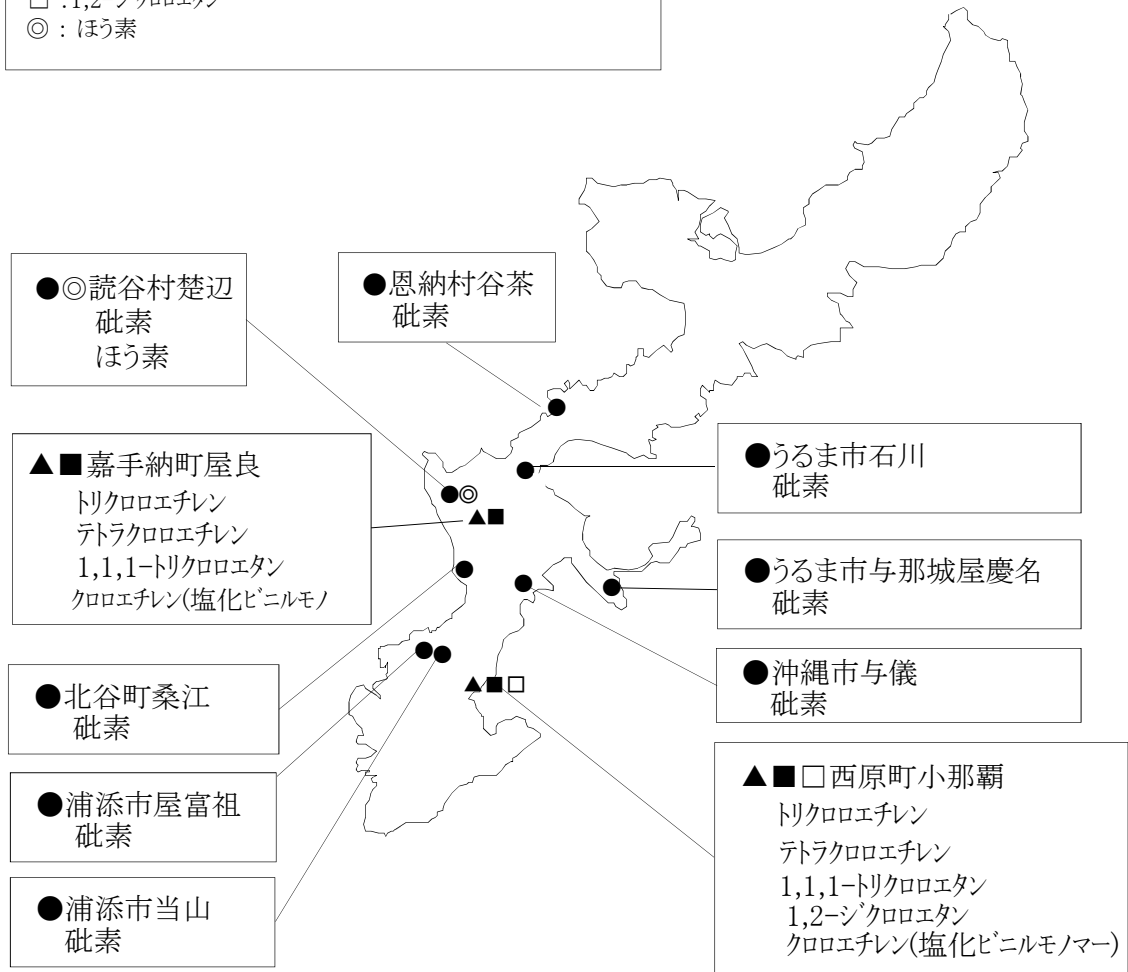 □ :1,2-ジクロロエタン
◎ : ほう素
●◎読谷村楚辺
砒素
ほう素
●恩納村谷茶
砒素
▲■嘉手納町屋良
トリクロロエチレン
テトラクロロエチレン
1,1,1-トリクロロエタン
クロロエチレン(塩化ビニルモノ
●うるま市石川
砒素
●うるま市与那城屋慶名
砒素
●沖縄市与儀
砒素
●北谷町桑江
砒素
●浦添市屋富祖
砒素
●浦添市当山
砒素
▲■□西原町小那覇
トリクロロエチレン
テトラクロロエチレン
1,1,1-トリクロロエタン
1,2-ジクロロエタン
クロロエチレン(塩化ビニルモノマー)